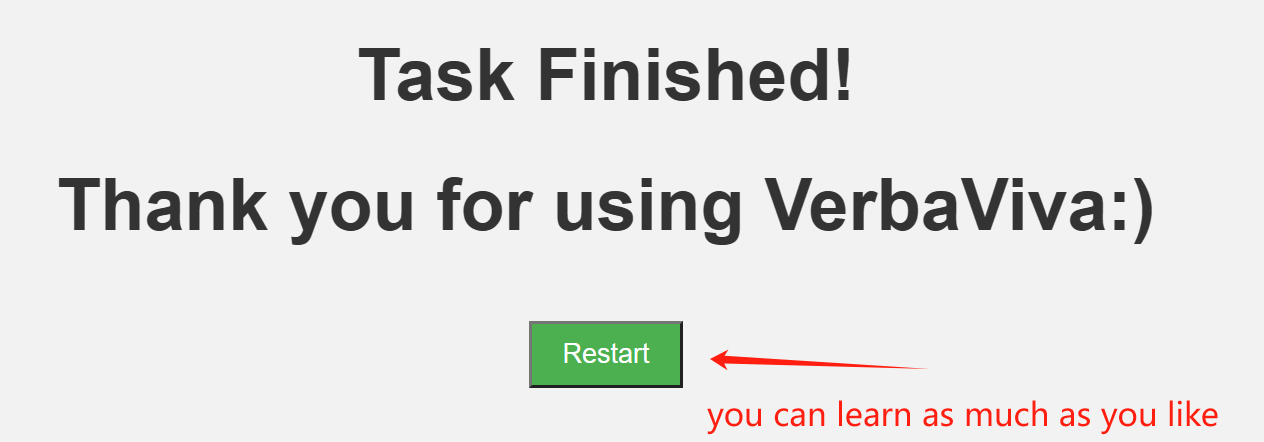 Task Finished!
Thank you for using VerbaViva:)
Restart
you can learn as much as you like